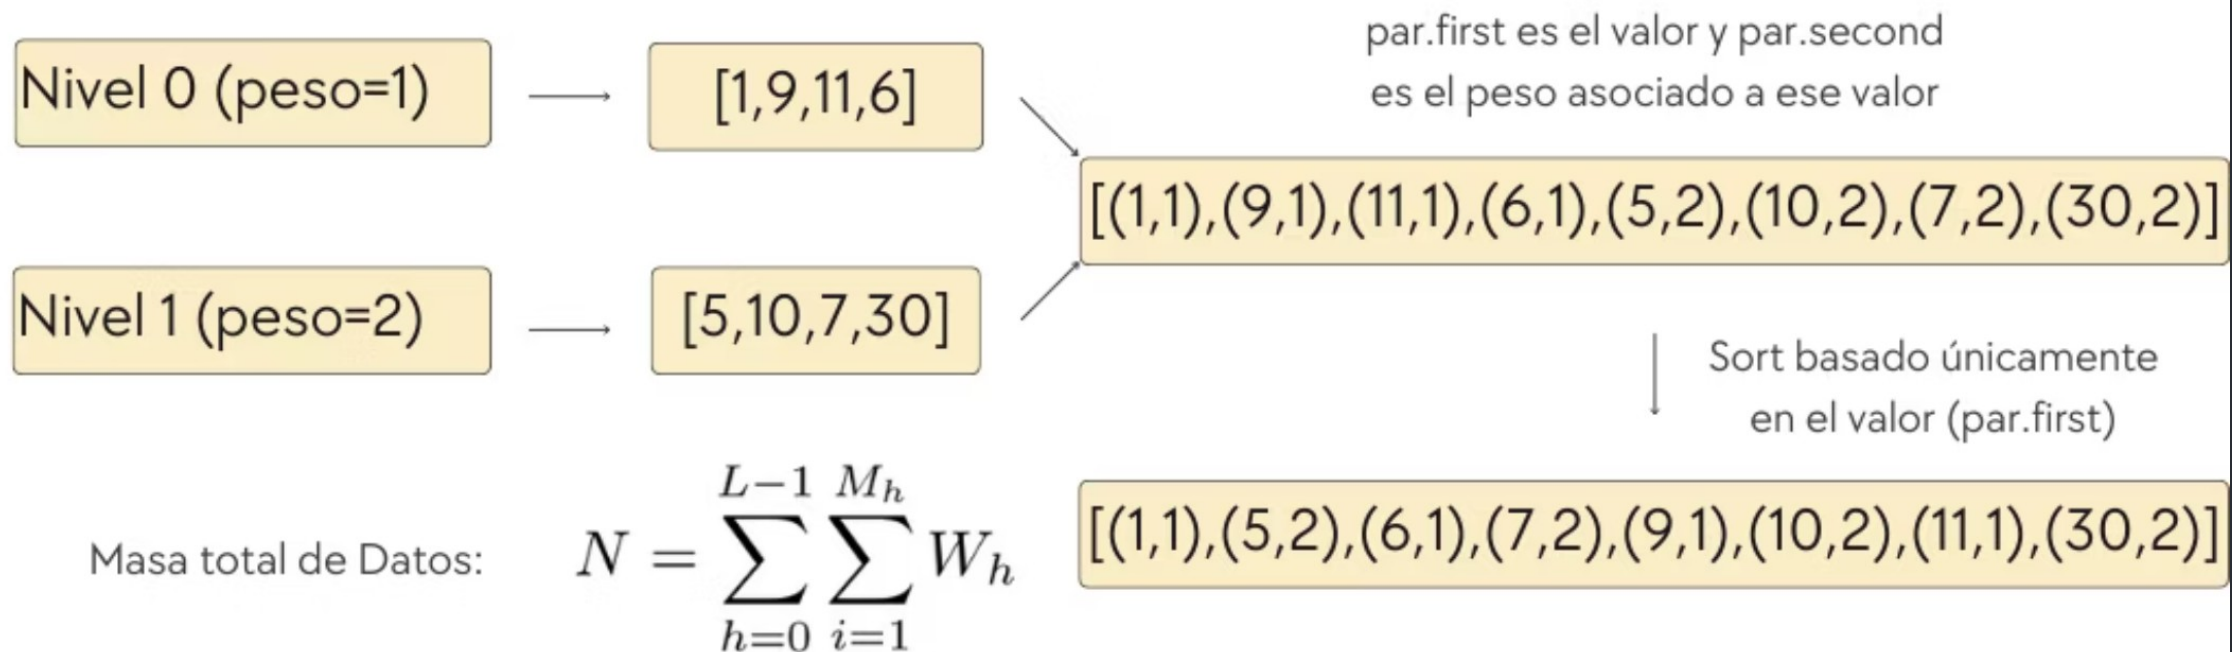 Nivel 0 (peso=1)
[1,9,11,6]
par.first es el valor y par.second
es el peso asociado a ese valor
[(1,1),(9,1),(11,1),(6,1),(5,2),(10,2),(7,2),(30,2)]
Nivel 1 (peso=2)
[5,10,7,30]
Sort basado únicamente
en el valor (par.first)
Masa total de Datos:
N = \sum_{h=0}^{L-1} \sum_{i=1}^{M_h} W_h
[(1,1),(5,2),(6,1),(7,2),(9,1),(10,2),(11,1),(30,2)]